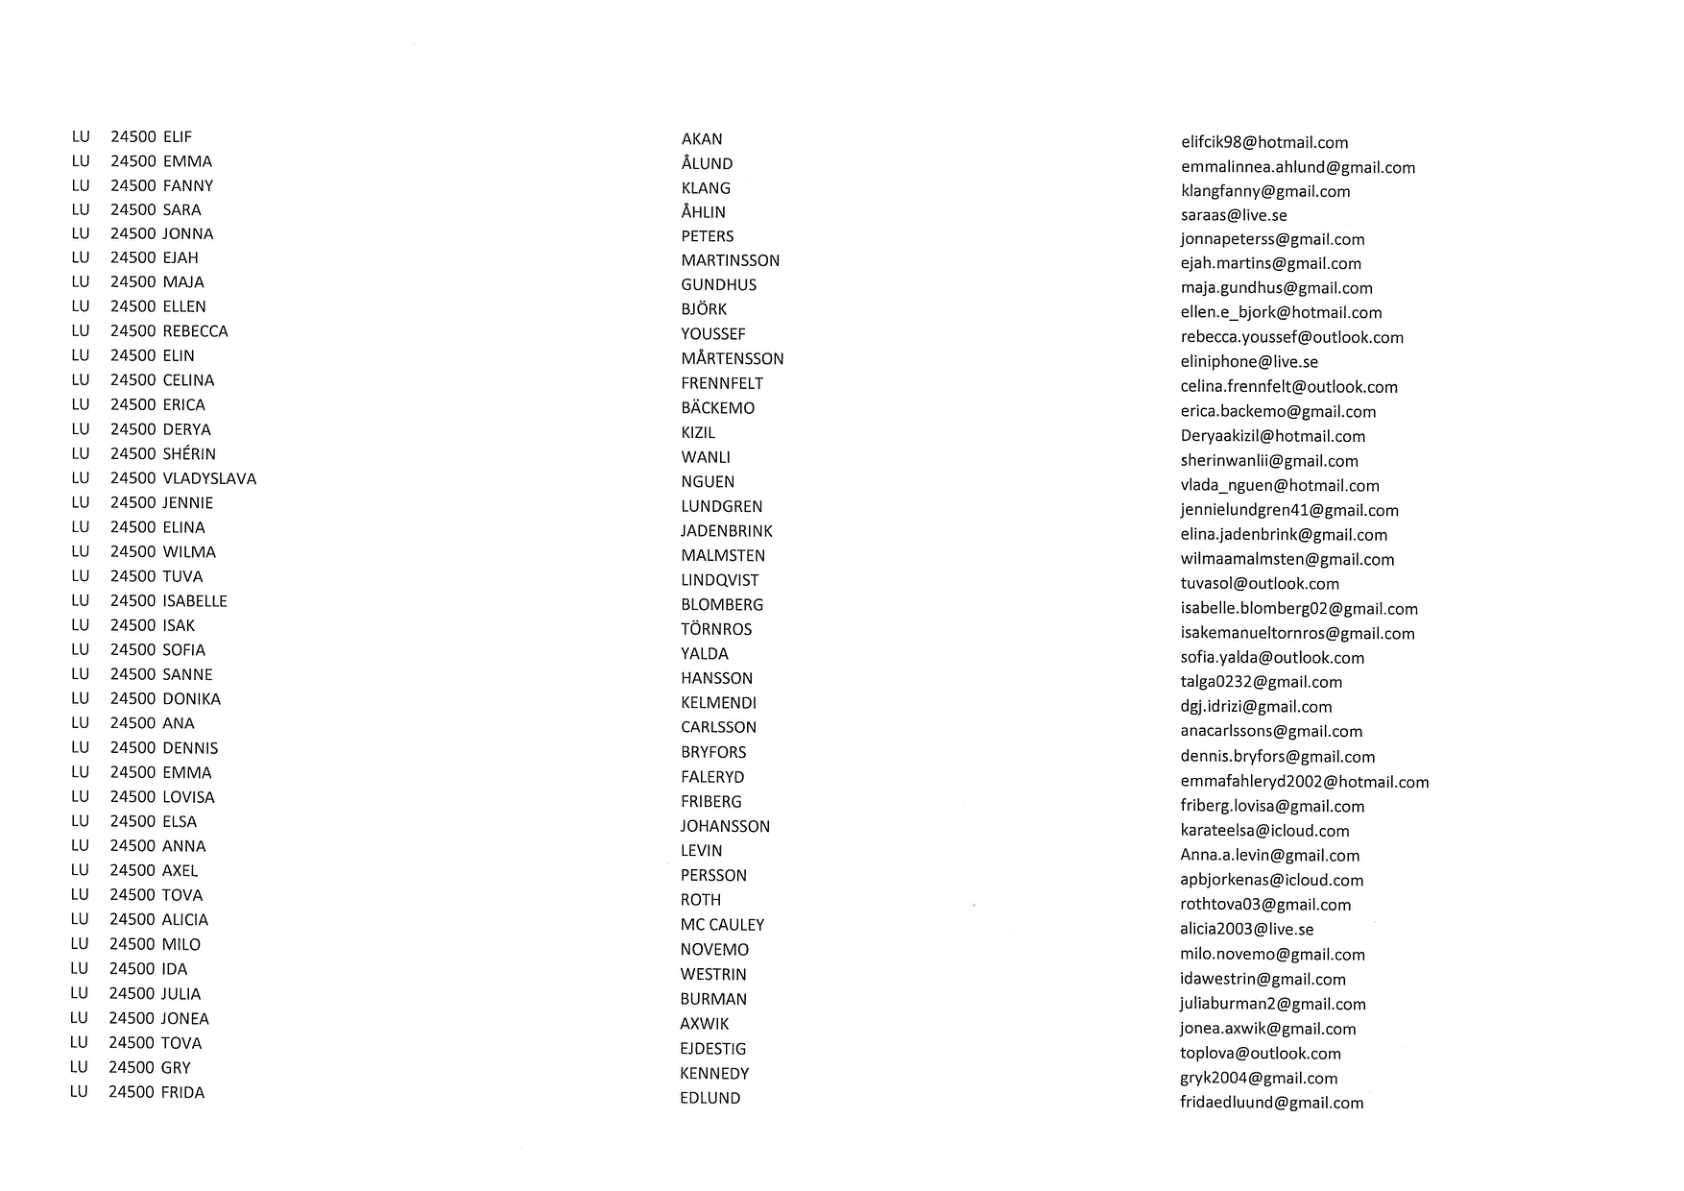 LU 24500 ELIF AKAN elifcik98@hotmail.com
LU 24500 EMMA ÅLUND emmalinnea.ahlund@gmail.com
LU 24500 FANNY KLANG klangfanny@gmail.com
LU 24500 SARA ÅHLIN saraas@live.se
LU 24500 JONNA PETERS jonnapeterss@gmail.com
LU 24500 EJAH MARTINSSON ejah.martins@gmail.com
LU 24500 MAJA GUNDHUS maja.gundhus@gmail.com
LU 24500 ELLEN BJÖRK ellen.e_bjork@hotmail.com
LU 24500 REBECCA YOUSSEF rebecca.youssef@outlook.com
LU 24500 ELIN MÅRTENSSON eliniphone@live.se
LU 24500 CELINA FRENNFELT celina.frennfelt@outlook.com
LU 24500 ERICA BÄCKEMO erica.backemo@gmail.com
LU 24500 DERYA KIZIL Deryaakizil@hotmail.com
LU 24500 SHÉRIN WANLI sherinwanlii@gmail.com
LU 24500 VLADYSLAVA NGUEN vlada_nguen@hotmail.com
LU 24500 JENNIE LUNDGREN jennielundgren41@gmail.com
LU 24500 ELINA JADENBRINK elina.jadenbrink@gmail.com
LU 24500 WILMA MALMSTEN wilmaamalmsten@gmail.com
LU 24500 TUVA LINDQVIST tuvasol@outlook.com
LU 24500 ISABELLE BLOMBERG isabelle.blomberg02@gmail.com
LU 24500 ISAK TÖRNROS isakemanueltornros@gmail.com
LU 24500 SOFIA YALDA sofia.yalda@outlook.com
LU 24500 SANNE HANSSON talga0232@gmail.com
LU 24500 DONIKA KELMENDI dgj.idrizi@gmail.com
LU 24500 ANA CARLSSON anacarlssons@gmail.com
LU 24500 DENNIS BRYFORS dennis.bryfors@gmail.com
LU 24500 EMMA FALERYD emmafahleryd2002@hotmail.com
LU 24500 LOVISA FRIBERG friberg.lovisa@gmail.com
LU 24500 ELSA JOHANSSON karateelsa@icloud.com
LU 24500 ANNA LEVIN Anna.a.levin@gmail.com
LU 24500 AXEL PERSSON apbjorkenas@icloud.com
LU 24500 TOVA ROTH rothtova03@gmail.com
LU 24500 ALICIA MC CAULEY alicia2003@live.se
LU 24500 MILO NOVEMO milo.novemo@gmail.com
LU 24500 IDA WESTRIN idawestrin@gmail.com
LU 24500 JULIA BURMAN juliaburman2@gmail.com
LU 24500 JONEA AXWIK jonea.axwik@gmail.com
LU 24500 TOVA EJDESTIG toplova@outlook.com
LU 24500 GRY KENNEDY gryk2004@gmail.com
LU 24500 FRIDA EDLUND fridaedluund@gmail.com